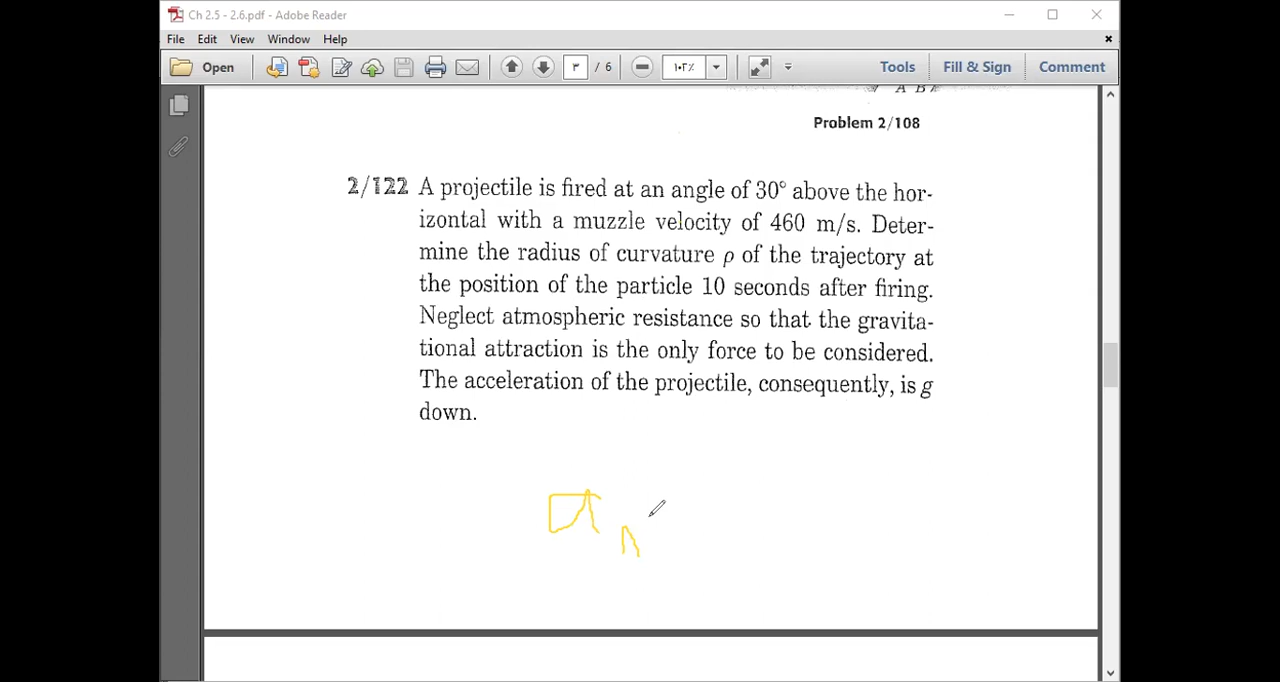 Ch 2.5 - 2.6.pdf - Adobe Reader
File Edit View Window Help
Open ٣ / 6 ١٠٢٪ Tools Fill & Sign Comment
Problem 2/108
2/122 A projectile is fired at an angle of 30° above the hor-
izontal with a muzzle velocity of 460 m/s. Deter-
mine the radius of curvature ρ of the trajectory at
the position of the particle 10 seconds after firing.
Neglect atmospheric resistance so that the gravita-
tional attraction is the only force to be considered.
The acceleration of the projectile, consequently, is g
down.
a n